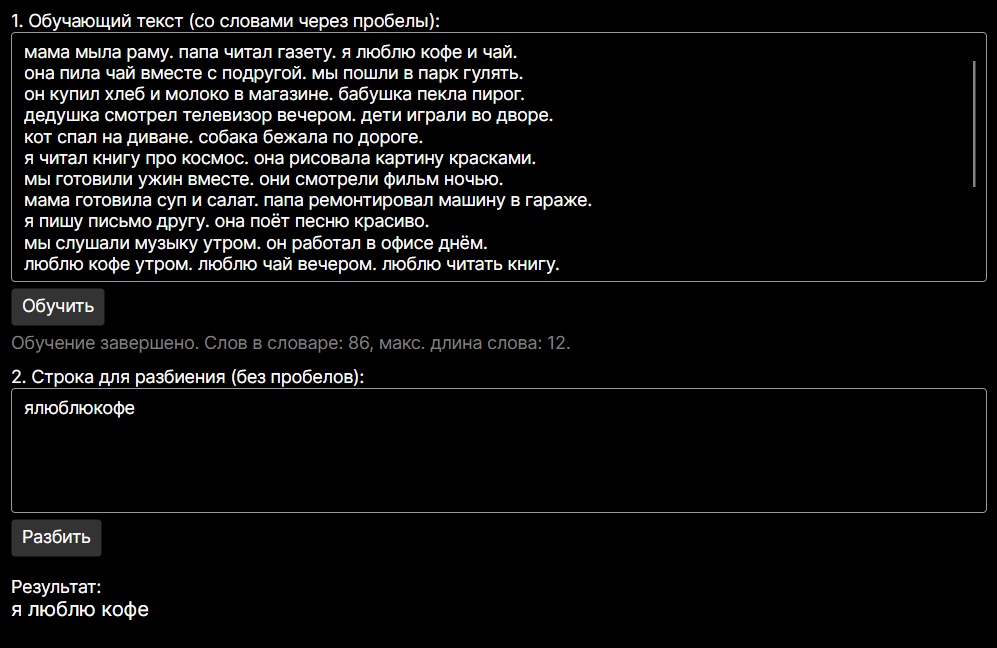 1. Обучающий текст (со словами через пробелы):
мама мыла раму. папа читал газету. я люблю кофе и чай.
она пила чай вместе с подругой. мы пошли в парк гулять.
он купил хлеб и молоко в магазине. бабушка пекла пирог.
дедушка смотрел телевизор вечером. дети играли во дворе.
кот спал на диване. собака бежала по дороге.
я читал книгу про космос. она рисовала картину красками.
мы готовили ужин вместе. они смотрели фильм ночью.
мама готовила суп и салат. папа ремонтировал машину в гараже.
я пишу письмо другу. она поёт песню красиво.
мы слушали музыку утром. он работал в офисе днём.
люблю кофе утром. люблю чай вечером. люблю читать книгу.
Обучить
Обучение завершено. Слов в словаре: 86, макс. длина слова: 12.
2. Строка для разбиения (без пробелов):
ялюблюкофе
Разбить
Результат:
я люблю кофе